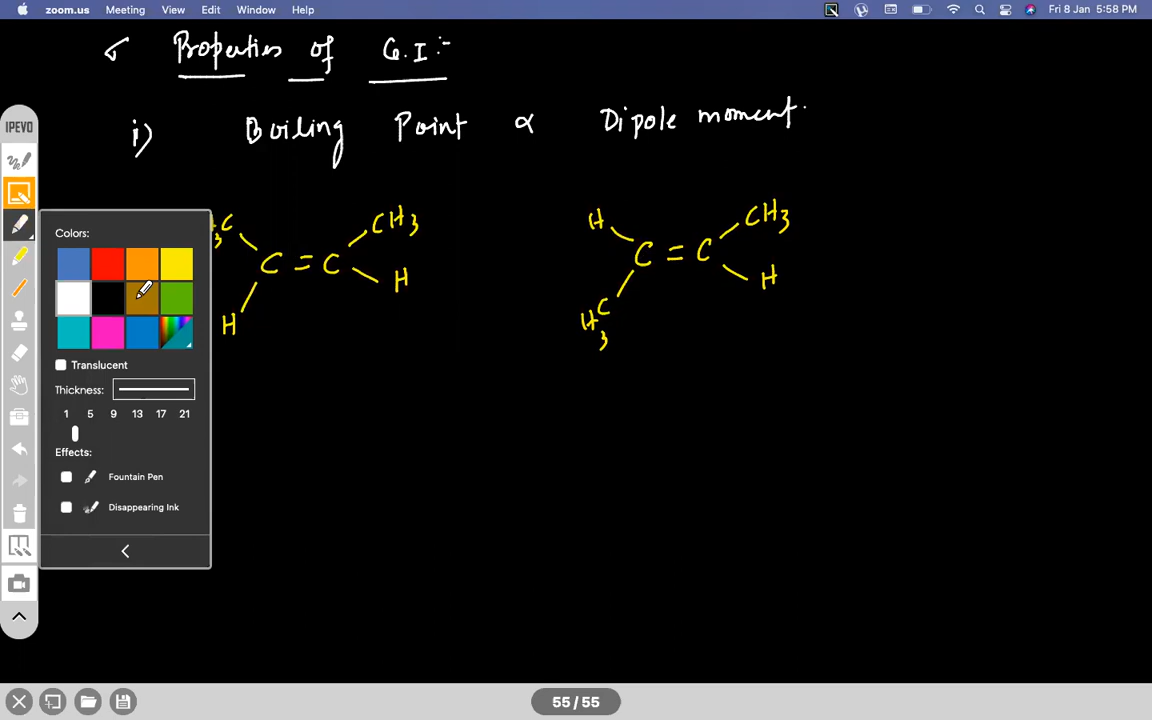 zoom.us Meeting View Edit Window Help Fri 8 Jan 5:58 PM
Properties of G.I :-
i) Boiling Point ∝ Dipole moment.
IPEVO
Colors:
Translucent
Thickness:
1 5 9 13 17 21
Effects:
Fountain Pen
Disappearing Ink
3C CH3
C = C
H H
H CH3
C = C
H3C H
55 / 55